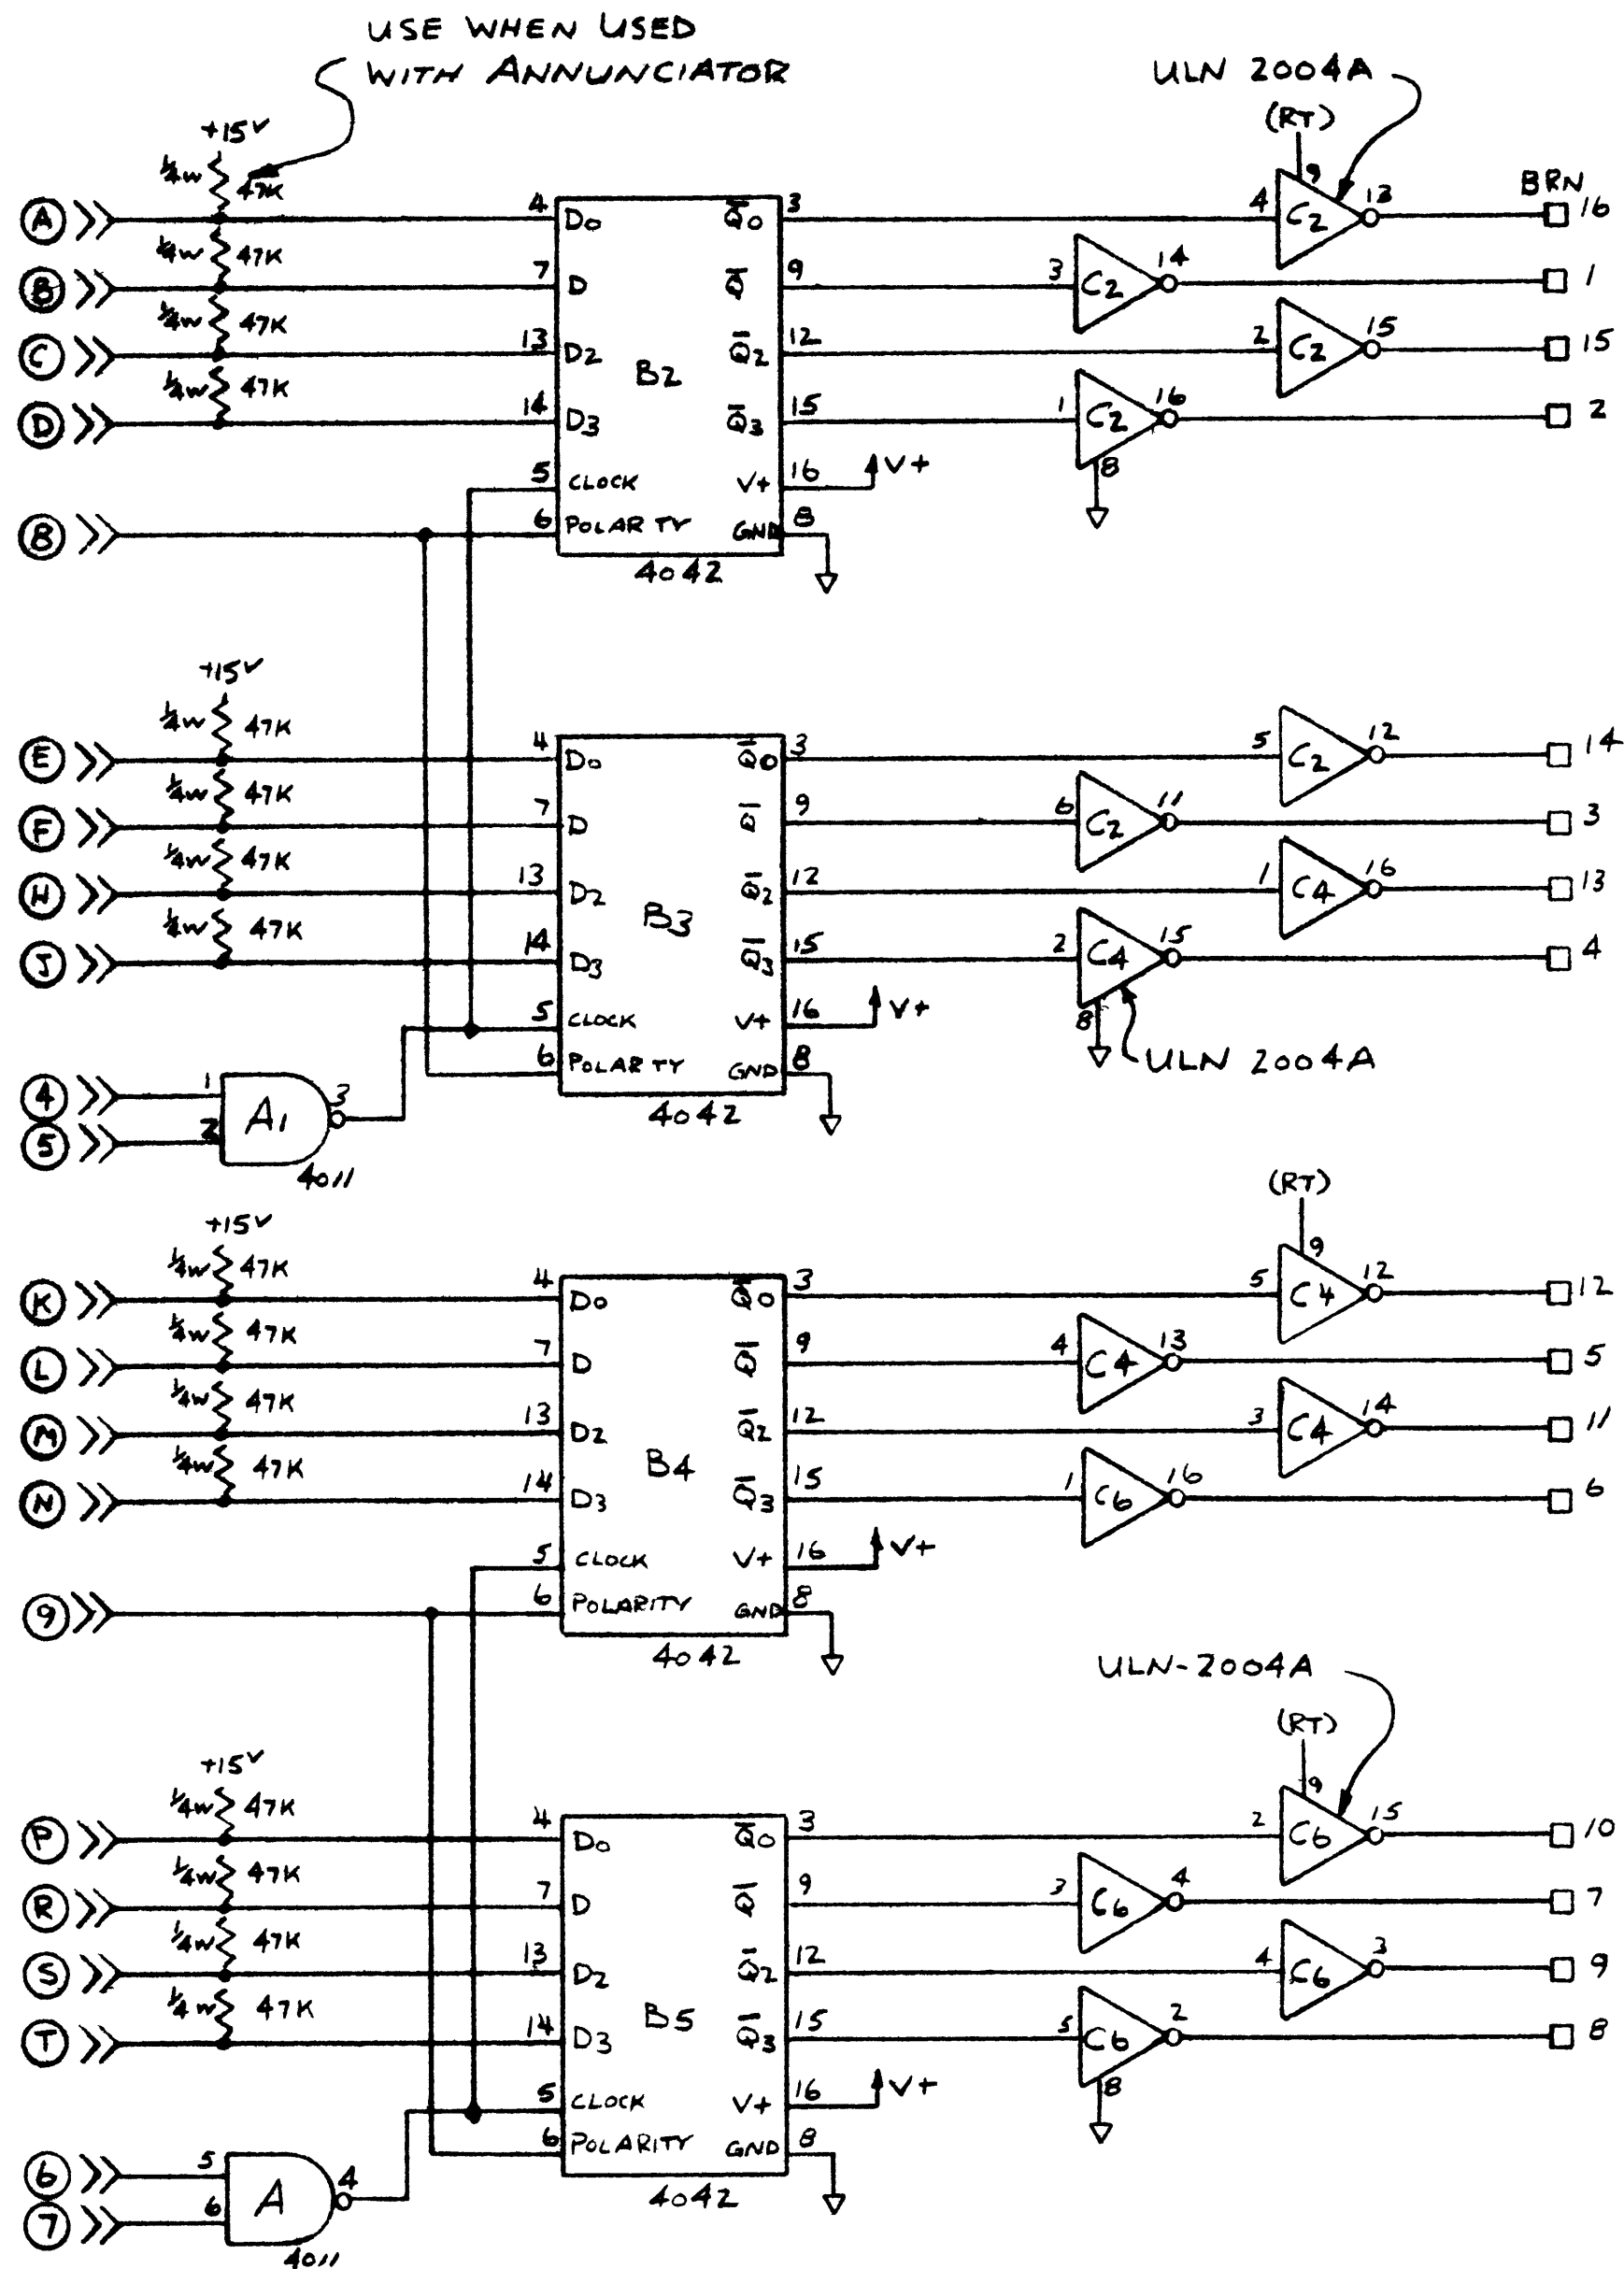 USE WHEN USED
WITH ANNUNCIATOR
ULN 2004A
(RT)
+15V
1/4W 47K
9
BRN
A 4 D0 Q̅0 3 4 C2 13 16
1/4W 47K
B 7 D Q̅ 9 3 C2 14 1
1/4W 47K
C 13 D2 Q̅2 12 2 C2 15 15
B2
1/4W 47K
D 14 D3 Q̅3 15 1 C2 16 2
8
5 CLOCK V+ 16 V+
8 6 POLARTY GND 8
4042
+15V
1/4W 47K
E 4 D0 Q̅0 3 5 C2 12 14
1/4W 47K
F 7 D Q̅ 9 6 C2 11 3
1/4W 47K
H 13 D2 Q̅2 12 1 C4 16 13
B3
1/4W 47K
J 14 D3 Q̅3 15 2 C4 15 4
5 CLOCK V+ 16 V+
8
ULN 2004A
6 POLARTY GND 8
4042
4 1 A1 3
5 2
4011
(RT)
+15V
1/4W 47K
9
K 4 D0 Q̅0 3 5 C4 12 12
1/4W 47K
L 7 D Q̅ 9 4 C4 13 5
1/4W 47K
M 13 D2 Q̅2 12 3 C4 14 11
B4
1/4W 47K
N 14 D3 Q̅3 15 1 C6 16 6
5 CLOCK V+ 16 V+
9 6 POLARITY GND 8
4042
ULN-2004A
(RT)
+15V
1/4W 47K
9
P 4 D0 Q̅0 3 2 C6 15 10
1/4W 47K
R 7 D Q̅ 9 3 C6 4 7
1/4W 47K
S 13 D2 Q̅2 12 4 C6 3 9
B5
1/4W 47K
T 14 D3 Q̅3 15 5 C6 2 8
8
5 CLOCK V+ 16 V+
6 POLARITY GND 8
4042
6 5 A 4
7 6
4011